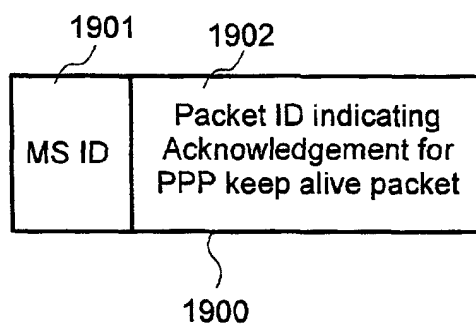 1901
1902
MS ID
Packet ID indicating
Acknowledgement for
PPP keep alive packet
1900